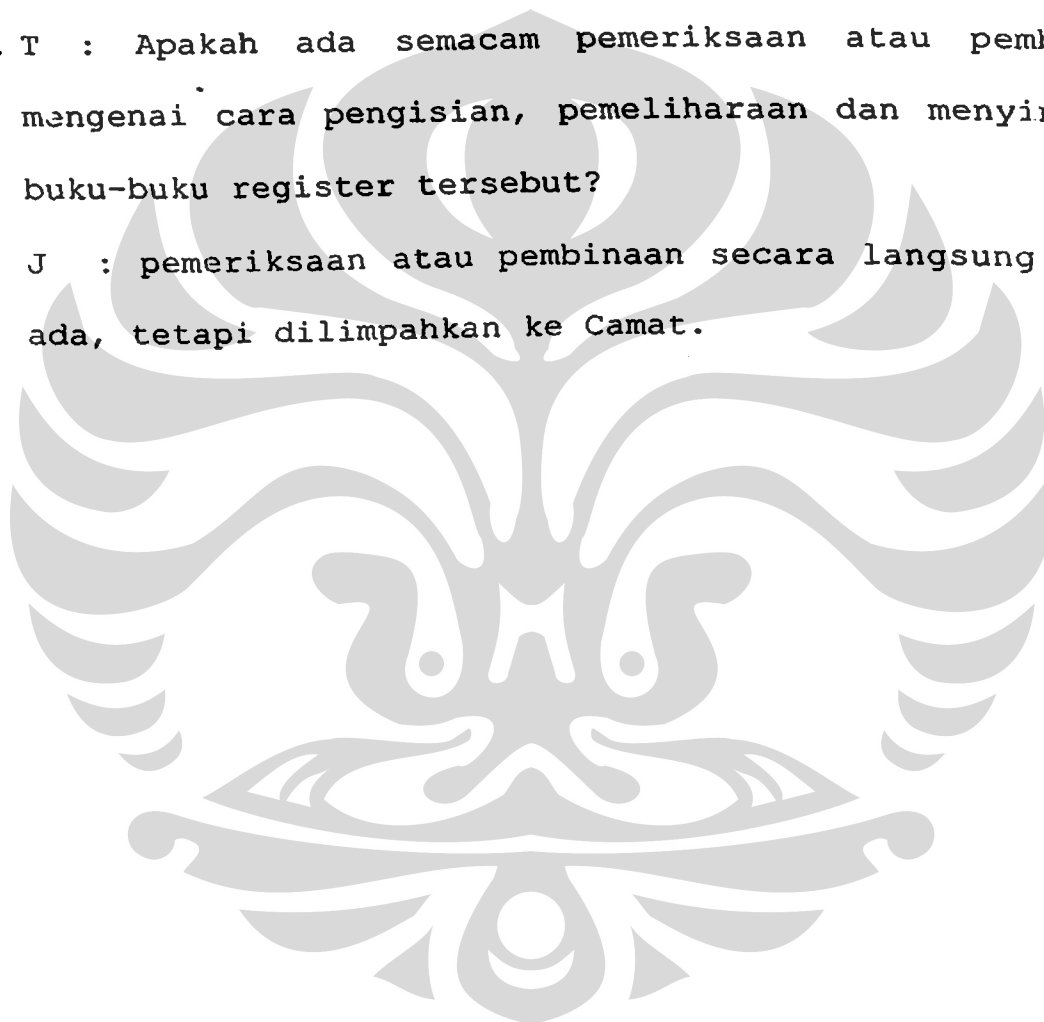 . T : Apakah ada semacam pemeriksaan atau
mengenai cara pengisian, pemeliharaan dan
buku-buku register tersebut?
J : pemeriksaan atau pembinaan secara langsung
ada, tetapi dilimpahkan ke Camat.